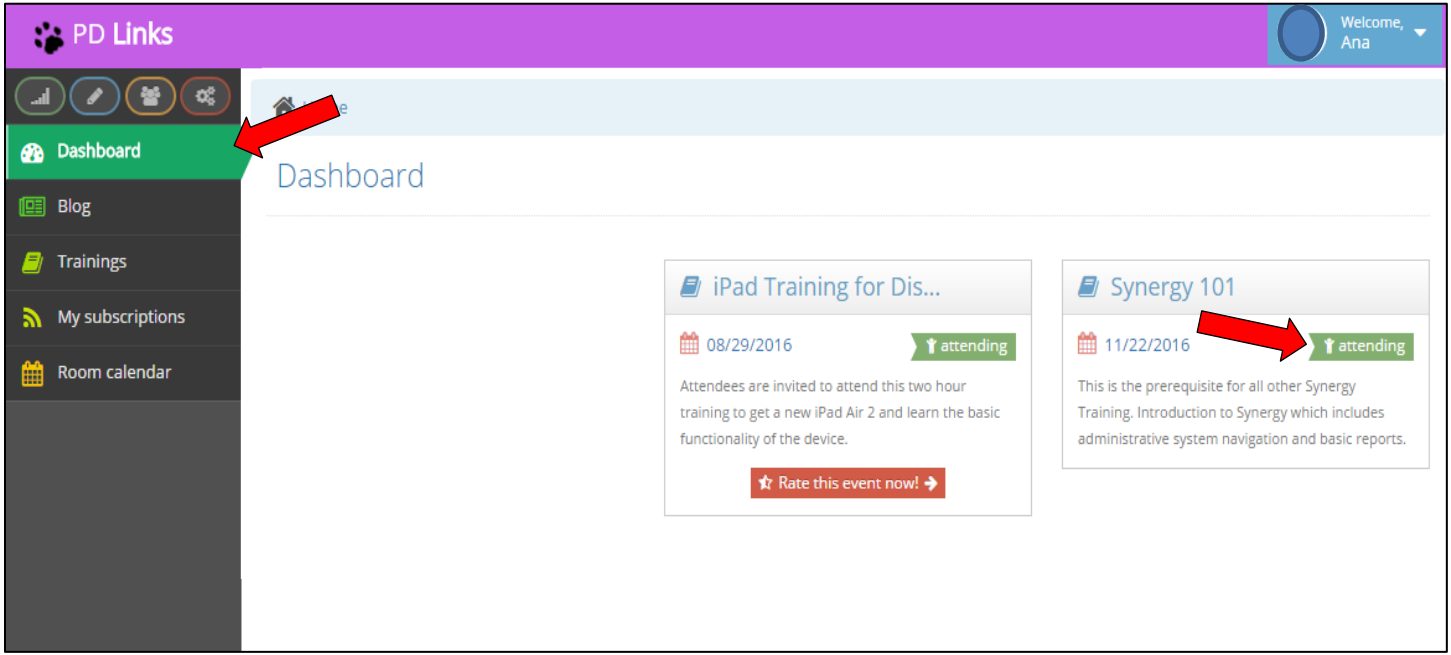 PD Links
Welcome,
Ana
Dashboard
Blog
Trainings
My subscriptions
Room calendar
Dashboard
iPad Training for Dis...
08/29/2016
attending
Attendees are invited to attend this two hour
training to get a new iPad Air 2 and learn the basic
functionality of the device.
Rate this event now!
Synergy 101
11/22/2016
attending
This is the prerequisite for all other Synergy
Training. Introduction to Synergy which includes
administrative system navigation and basic reports.